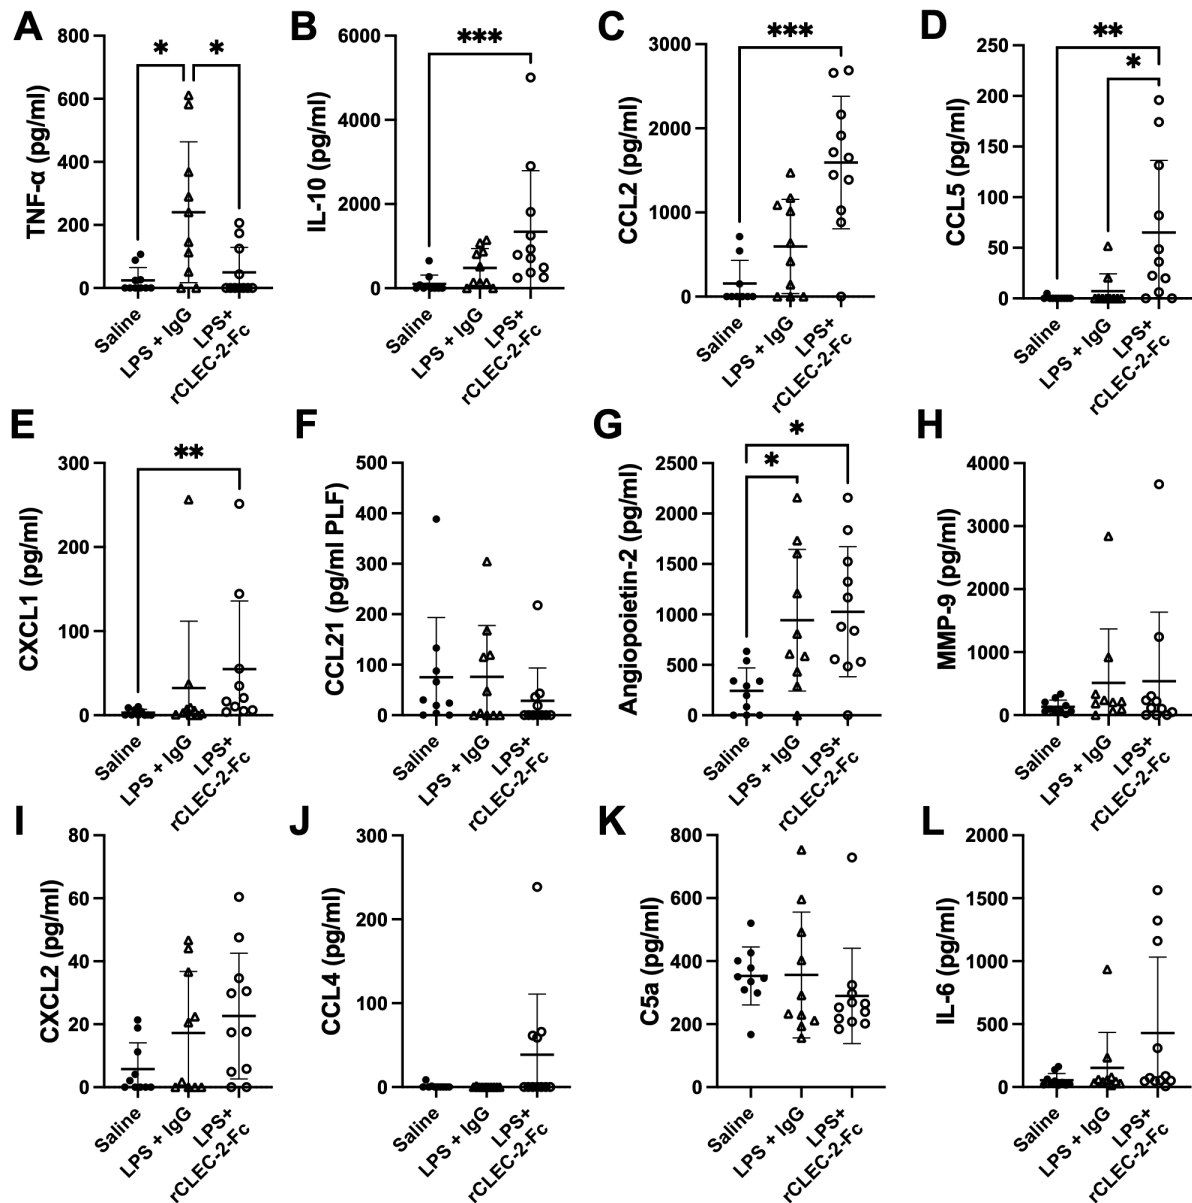 A
TNF-α (pg/ml)
800
600
400
200
0
*
*
Saline
LPS + IgG
LPS+
rCLEC-2-Fc
B
IL-10 (pg/ml)
6000
4000
2000
0
***
Saline
LPS + IgG
LPS+
rCLEC-2-Fc
C
CCL2 (pg/ml)
3000
2000
1000
0
***
Saline
LPS + IgG
LPS+
rCLEC-2-Fc
D
CCL5 (pg/ml)
250
200
150
100
50
0
**
*
Saline
LPS + IgG
LPS+
rCLEC-2-Fc
E
CXCL1 (pg/ml)
300
200
100
0
**
Saline
LPS + IgG
LPS+
rCLEC-2-Fc
F
CCL21 (pg/ml PLF)
500
400
300
200
100
0
Saline
LPS + IgG
LPS+
rCLEC-2-Fc
G
Angiopoietin-2 (pg/ml)
2500
2000
1500
1000
500
0
*
*
Saline
LPS + IgG
LPS+
rCLEC-2-Fc
H
MMP-9 (pg/ml)
4000
3000
2000
1000
0
Saline
LPS + IgG
LPS+
rCLEC-2-Fc
I
CXCL2 (pg/ml)
80
60
40
20
0
Saline
LPS + IgG
LPS+
rCLEC-2-Fc
J
CCL4 (pg/ml)
300
200
100
0
Saline
LPS + IgG
LPS+
rCLEC-2-Fc
K
C5a (pg/ml)
800
600
400
200
0
Saline
LPS + IgG
LPS+
rCLEC-2-Fc
L
IL-6 (pg/ml)
2000
1500
1000
500
0
Saline
LPS + IgG
LPS+
rCLEC-2-Fc